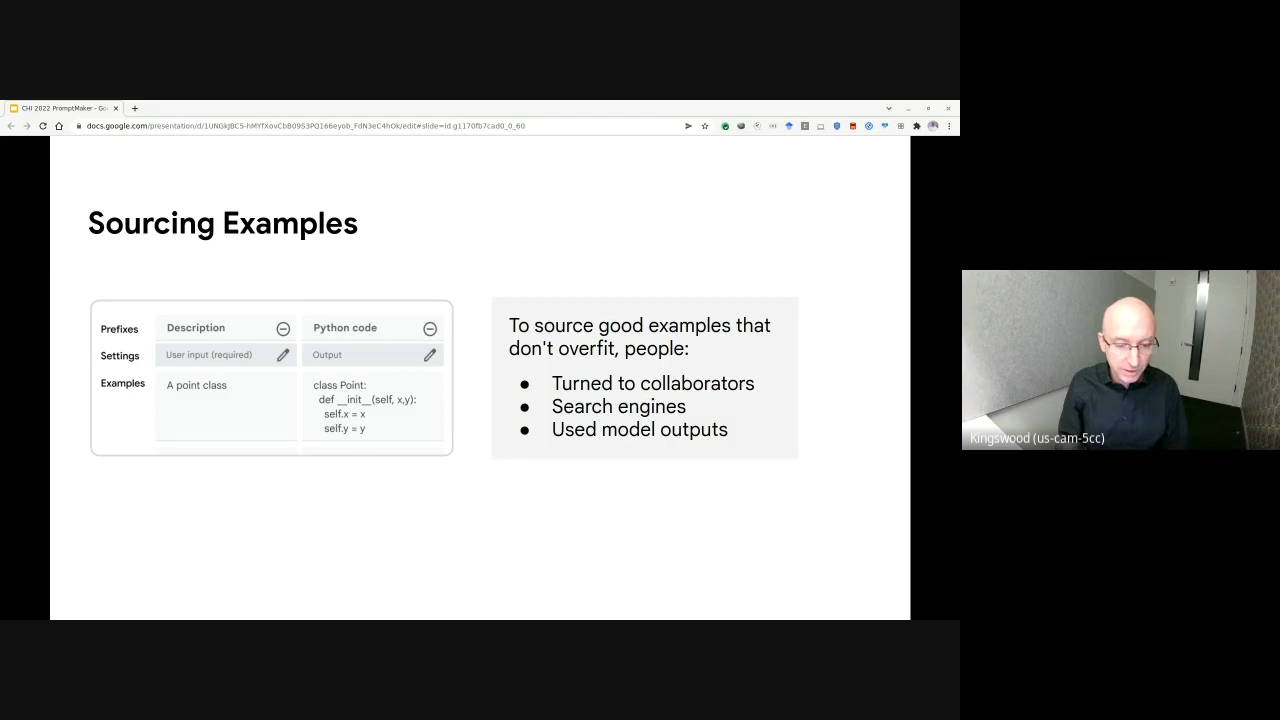 CHI 2022 PromptMaker - Go
docs.google.com/presentation/d/1UNGkJBC5-hMYfXovCbB09S3PQ166eyob_FdN3eC4hOk/edit#slide=id.g1170fb7cad0_0_60
Sourcing Examples
Prefixes Description Python code
Settings User input (required) Output
Examples A point class class Point:
def __init__(self, x,y):
self.x = x
self.y = y
To source good examples that
don't overfit, people:
● Turned to collaborators
● Search engines
● Used model outputs
Kingswood (us-cam-5cc)